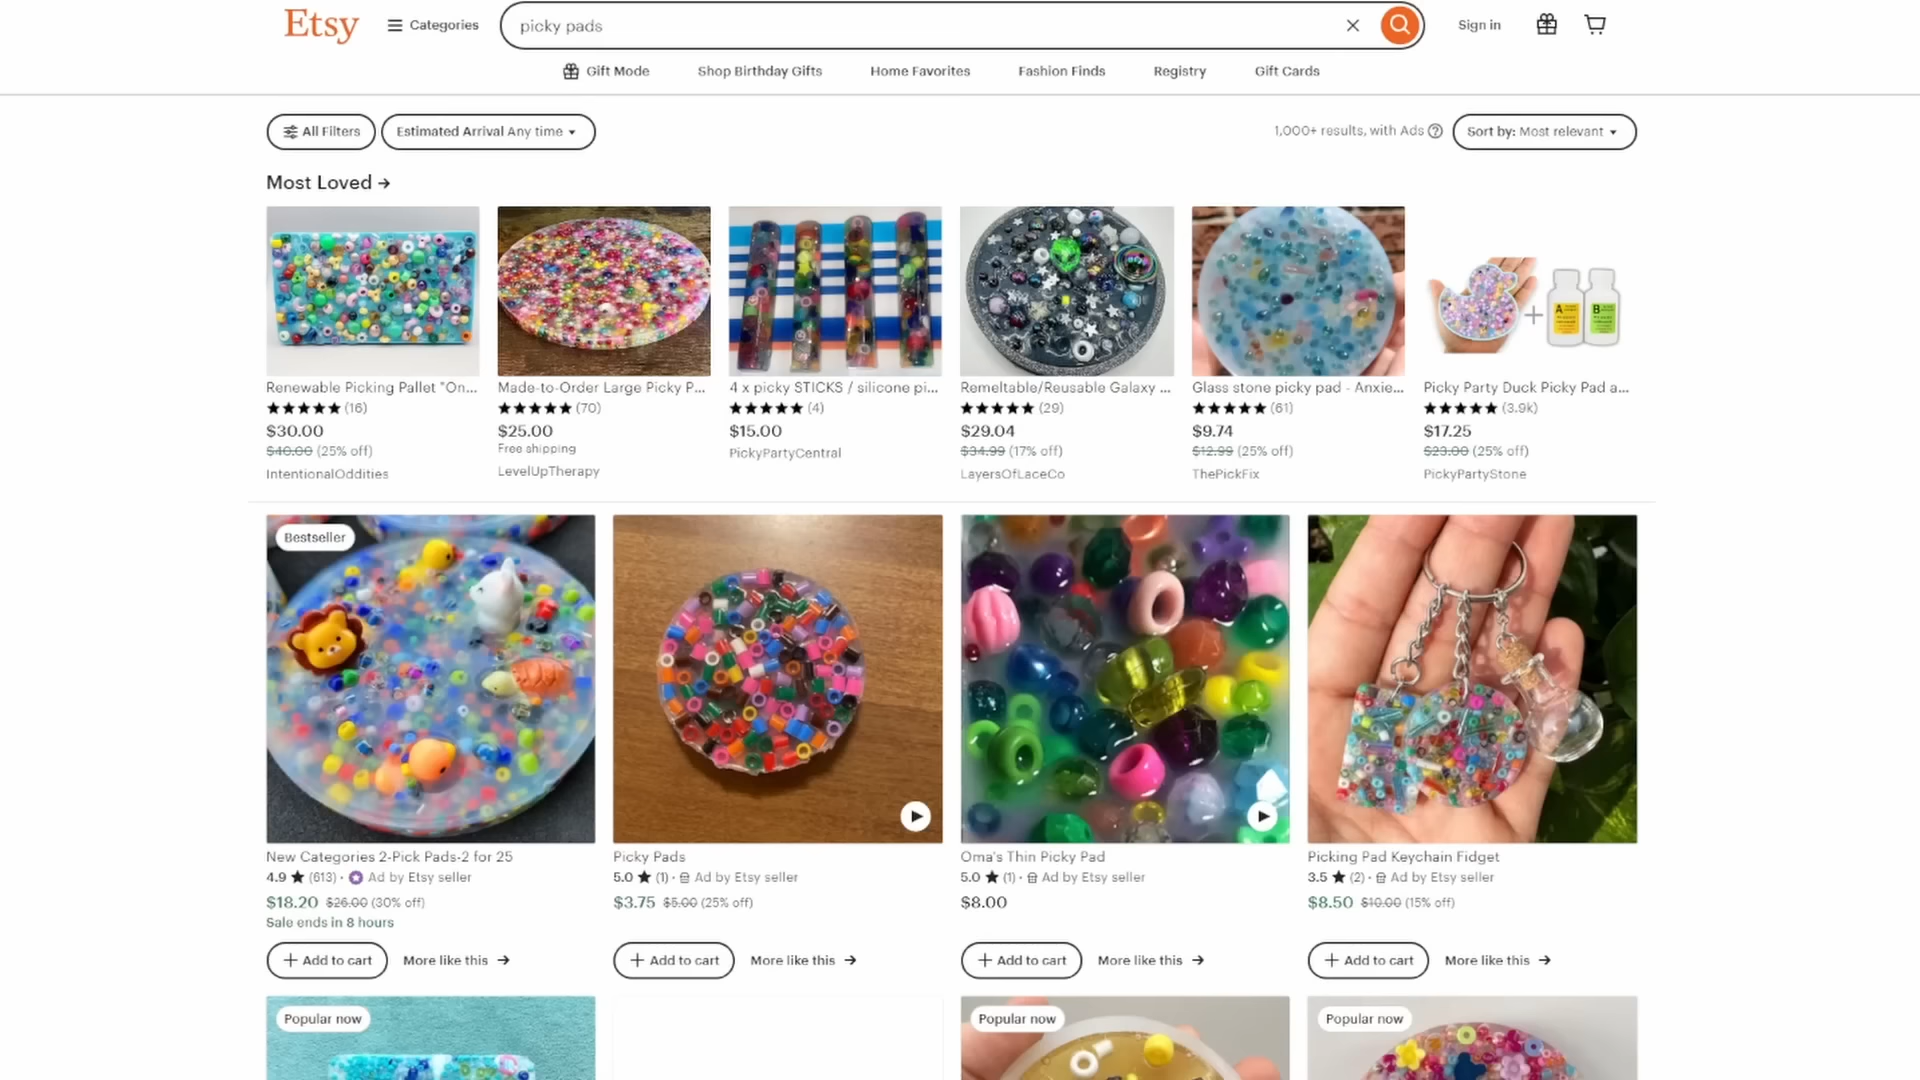 Etsy
Categories
picky pads
Sign in
Gift Mode
Shop Birthday Gifts
Home Favorites
Fashion Finds
Registry
Gift Cards
All Filters
Estimated Arrival Any time
1,000+ results, with Ads
Sort by: Most relevant
Most Loved →
A
B
Renewable Picking Pallet "On...
Made-to-Order Large Picky P...
4 x picky STICKS / silicone pi...
Remeltable/Reusable Galaxy ...
Glass stone picky pad - Anxie...
Picky Party Duck Picky Pad a...
(16)
(70)
(4)
(29)
(61)
(3.9k)
$30.00
$25.00
$15.00
$29.04
$9.74
$17.25
$40.00 (25% off)
Free shipping
$34.99 (17% off)
$12.99 (25% off)
$23.00 (25% off)
IntentionalOddities
LevelUpTherapy
PickyPartyCentral
LayersOfLaceCo
ThePickFix
PickyPartyStone
Bestseller
New Categories 2-Pick Pads-2 for 25
Picky Pads
Oma's Thin Picky Pad
Picking Pad Keychain Fidget
4.9 ★ (613) · Ad by Etsy seller
5.0 ★ (1) · Ad by Etsy seller
5.0 ★ (1) · Ad by Etsy seller
3.5 ★ (2) · Ad by Etsy seller
$18.20 $26.00 (30% off)
$3.75 $5.00 (25% off)
$8.00
$8.50 $10.00 (15% off)
Sale ends in 8 hours
+ Add to cart
More like this →
+ Add to cart
More like this →
+ Add to cart
More like this →
+ Add to cart
More like this →
Popular now
Popular now
Popular now